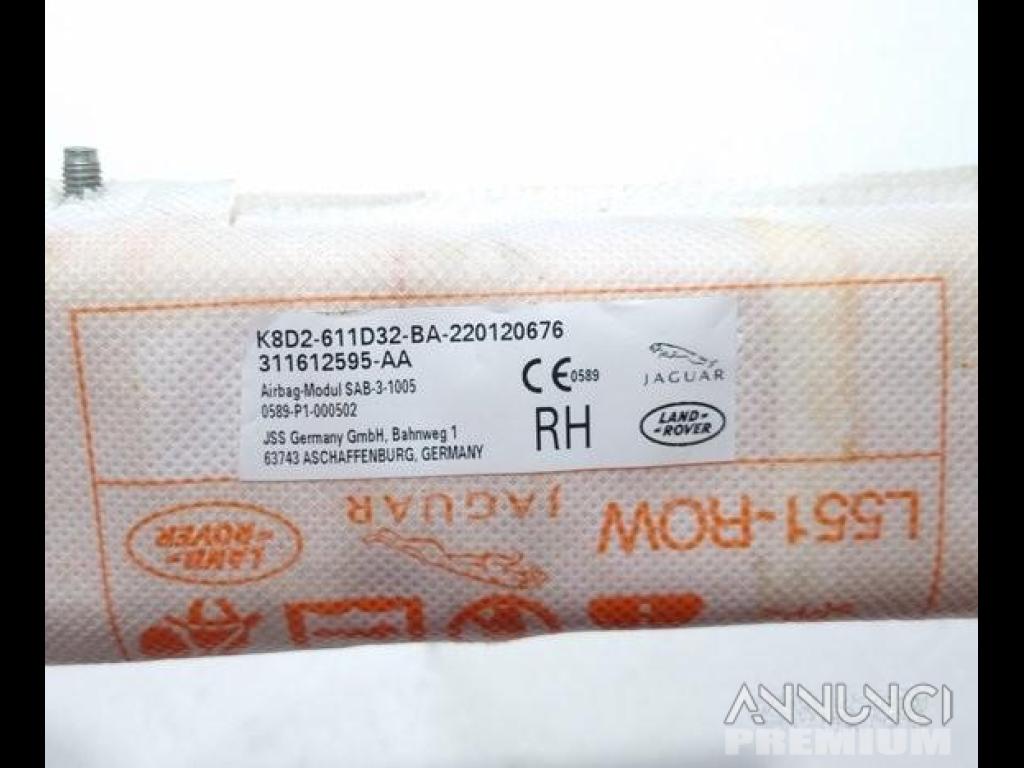 K8D2-611D32-BA-220120676
311612595-AA
Airbag-Modul SAB-3-1005
0589-P1-000502
JSS Germany GmbH, Bahnweg 1
63743 ASCHAFFENBURG, GERMANY
CE 0589
RH
JAGUAR
LAND-
-ROVER
L551-ROW
JAGUAR
LAND-
-ROVER
ANNUNCI
PREMIUM